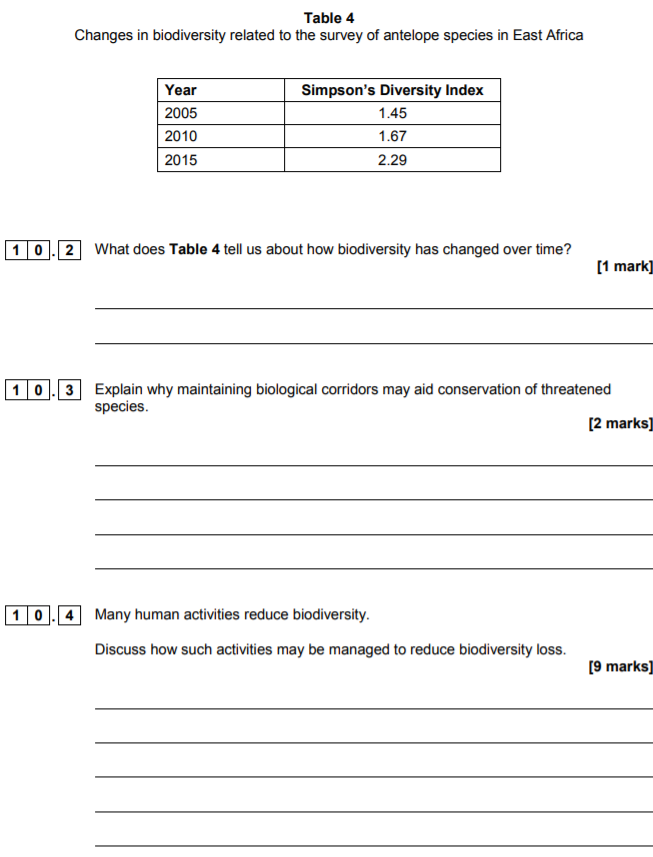 Table 4
Changes in biodiversity related to the survey of antelope species in East Africa
Year Simpson's Diversity Index
2005 1.45
2010 1.67
2015 2.29
1 0 . 2 What does Table 4 tell us about how biodiversity has changed over time?
[1 mark]
1 0 . 3 Explain why maintaining biological corridors may aid conservation of threatened
species.
[2 marks]
1 0 . 4 Many human activities reduce biodiversity.
Discuss how such activities may be managed to reduce biodiversity loss.
[9 marks]